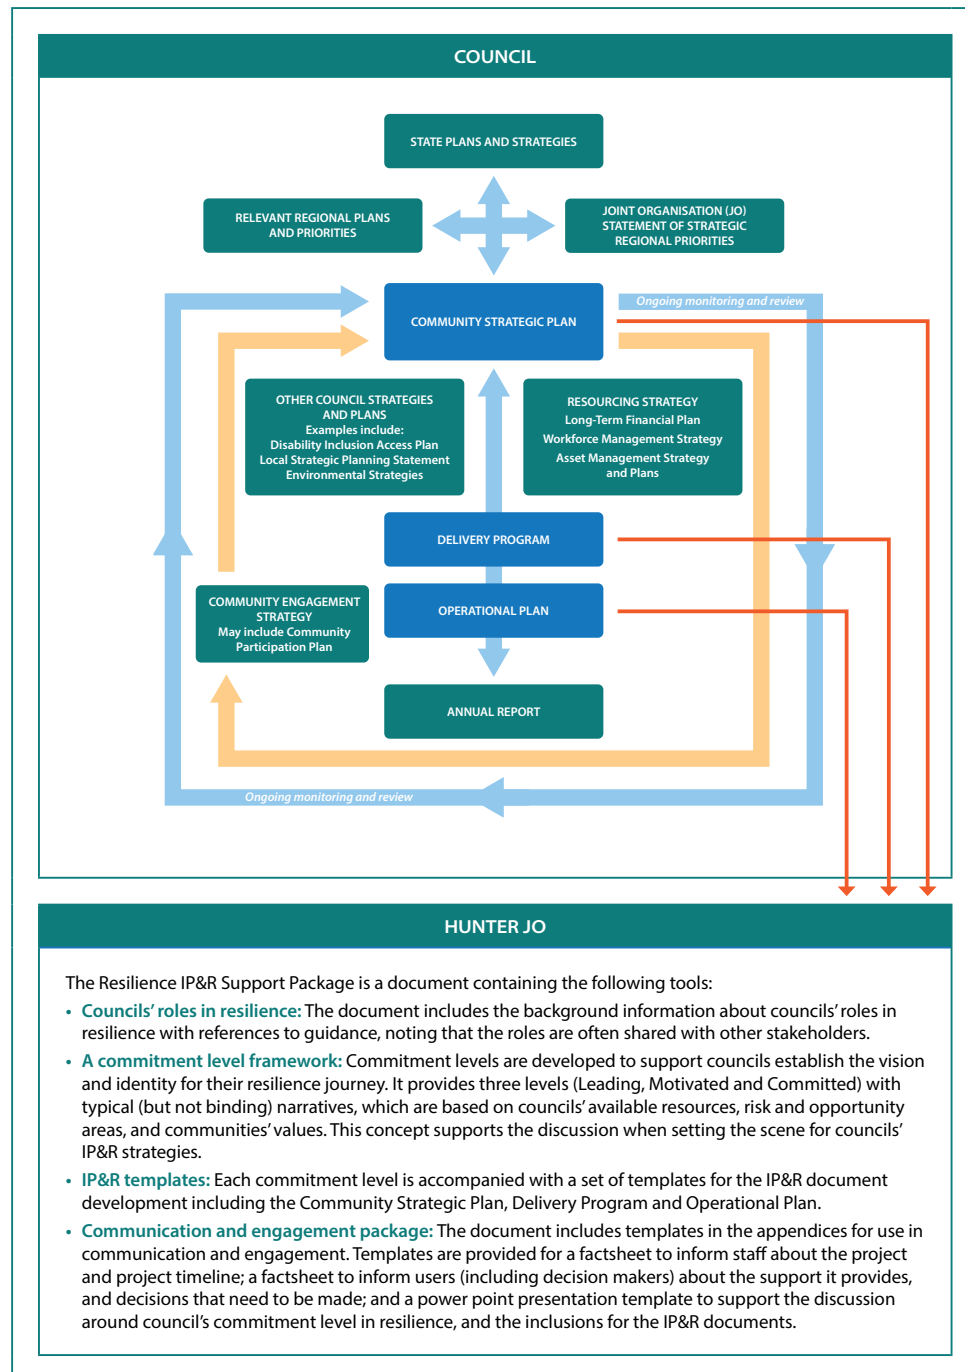 COUNCIL
STATE PLANS AND STRATEGIES
RELEVANT REGIONAL PLANS
AND PRIORITIES
JOINT ORGANISATION (JO)
STATEMENT OF STRATEGIC
REGIONAL PRIORITIES
COMMUNITY STRATEGIC PLAN
Ongoing monitoring and review
OTHER COUNCIL STRATEGIES
AND PLANS
Examples include:
Disability Inclusion Access Plan
Local Strategic Planning Statement
Environmental Strategies
RESOURCING STRATEGY
Long-Term Financial Plan
Workforce Management Strategy
Asset Management Strategy
and Plans
DELIVERY PROGRAM
COMMUNITY ENGAGEMENT
STRATEGY
May include Community
Participation Plan
OPERATIONAL PLAN
ANNUAL REPORT
Ongoing monitoring and review
HUNTER JO
The Resilience IP&R Support Package is a document containing the following tools:
• Councils' roles in resilience: The document includes the background information about councils' roles in
resilience with references to guidance, noting that the roles are often shared with other stakeholders.
• A commitment level framework: Commitment levels are developed to support councils establish the vision
and identity for their resilience journey. It provides three levels (Leading, Motivated and Committed) with
typical (but not binding) narratives, which are based on councils' available resources, risk and opportunity
areas, and communities' values. This concept supports the discussion when setting the scene for councils'
IP&R strategies.
• IP&R templates: Each commitment level is accompanied with a set of templates for the IP&R document
development including the Community Strategic Plan, Delivery Program and Operational Plan.
• Communication and engagement package: The document includes templates in the appendices for use in
communication and engagement. Templates are provided for a factsheet to inform staff about the project
and project timeline; a factsheet to inform users (including decision makers) about the support it provides,
and decisions that need to be made; and a power point presentation template to support the discussion
around council's commitment level in resilience, and the inclusions for the IP&R documents.